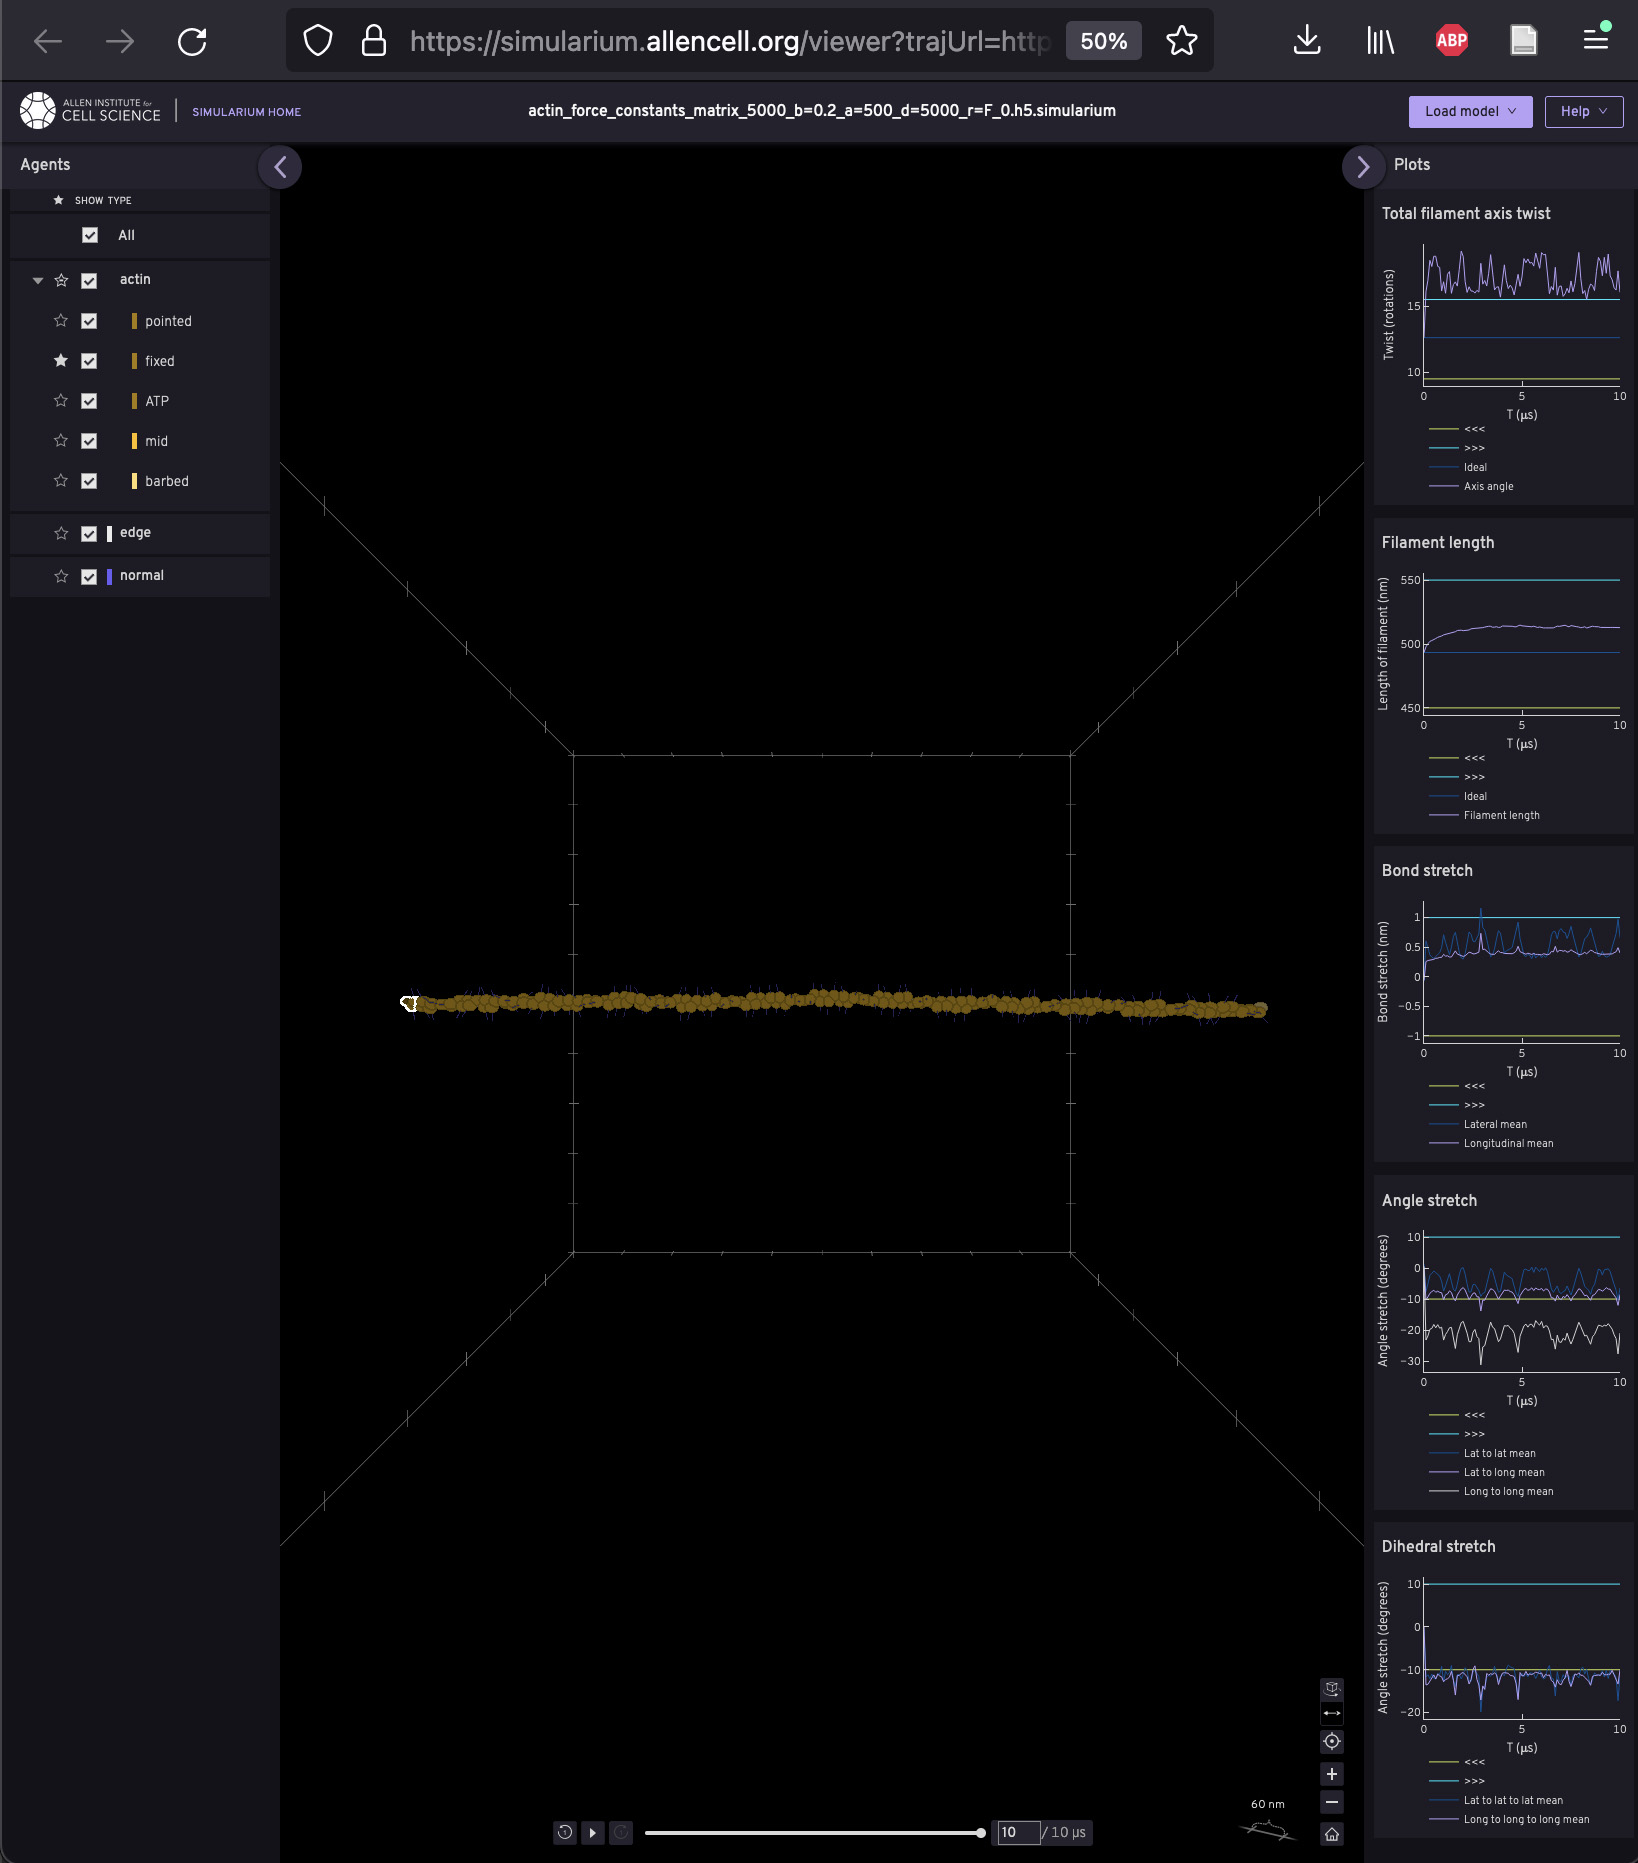 https://simularium.allencell.org/viewer?trajUrl=http
50%
ABP
ALLEN INSTITUTE for
CELL SCIENCE
SIMULARIUM HOME
actin_force_constants_matrix_5000_b=0.2_a=500_d=5000_r=F_0.h5.simularium
Load model
Help
Agents
SHOW TYPE
All
actin
pointed
fixed
ATP
mid
barbed
edge
normal
60 nm
10 / 10 µs
Plots
Total filament axis twist
Twist (rotations)
15
10
0 5 10
T (µs)
<<<
>>>
Ideal
Axis angle
Filament length
Length of filament (nm)
550
500
450
0 5 10
T (µs)
<<<
>>>
Ideal
Filament length
Bond stretch
Bond stretch (nm)
1
0.5
0
−0.5
−1
0 5 10
T (µs)
<<<
>>>
Lateral mean
Longitudinal mean
Angle stretch
Angle stretch (degrees)
10
0
−10
−20
−30
0 5 10
T (µs)
<<<
>>>
Lat to lat mean
Lat to long mean
Long to long mean
Dihedral stretch
Angle stretch (degrees)
10
0
−10
−20
0 5 10
T (µs)
<<<
>>>
Lat to lat to lat mean
Long to long to long mean